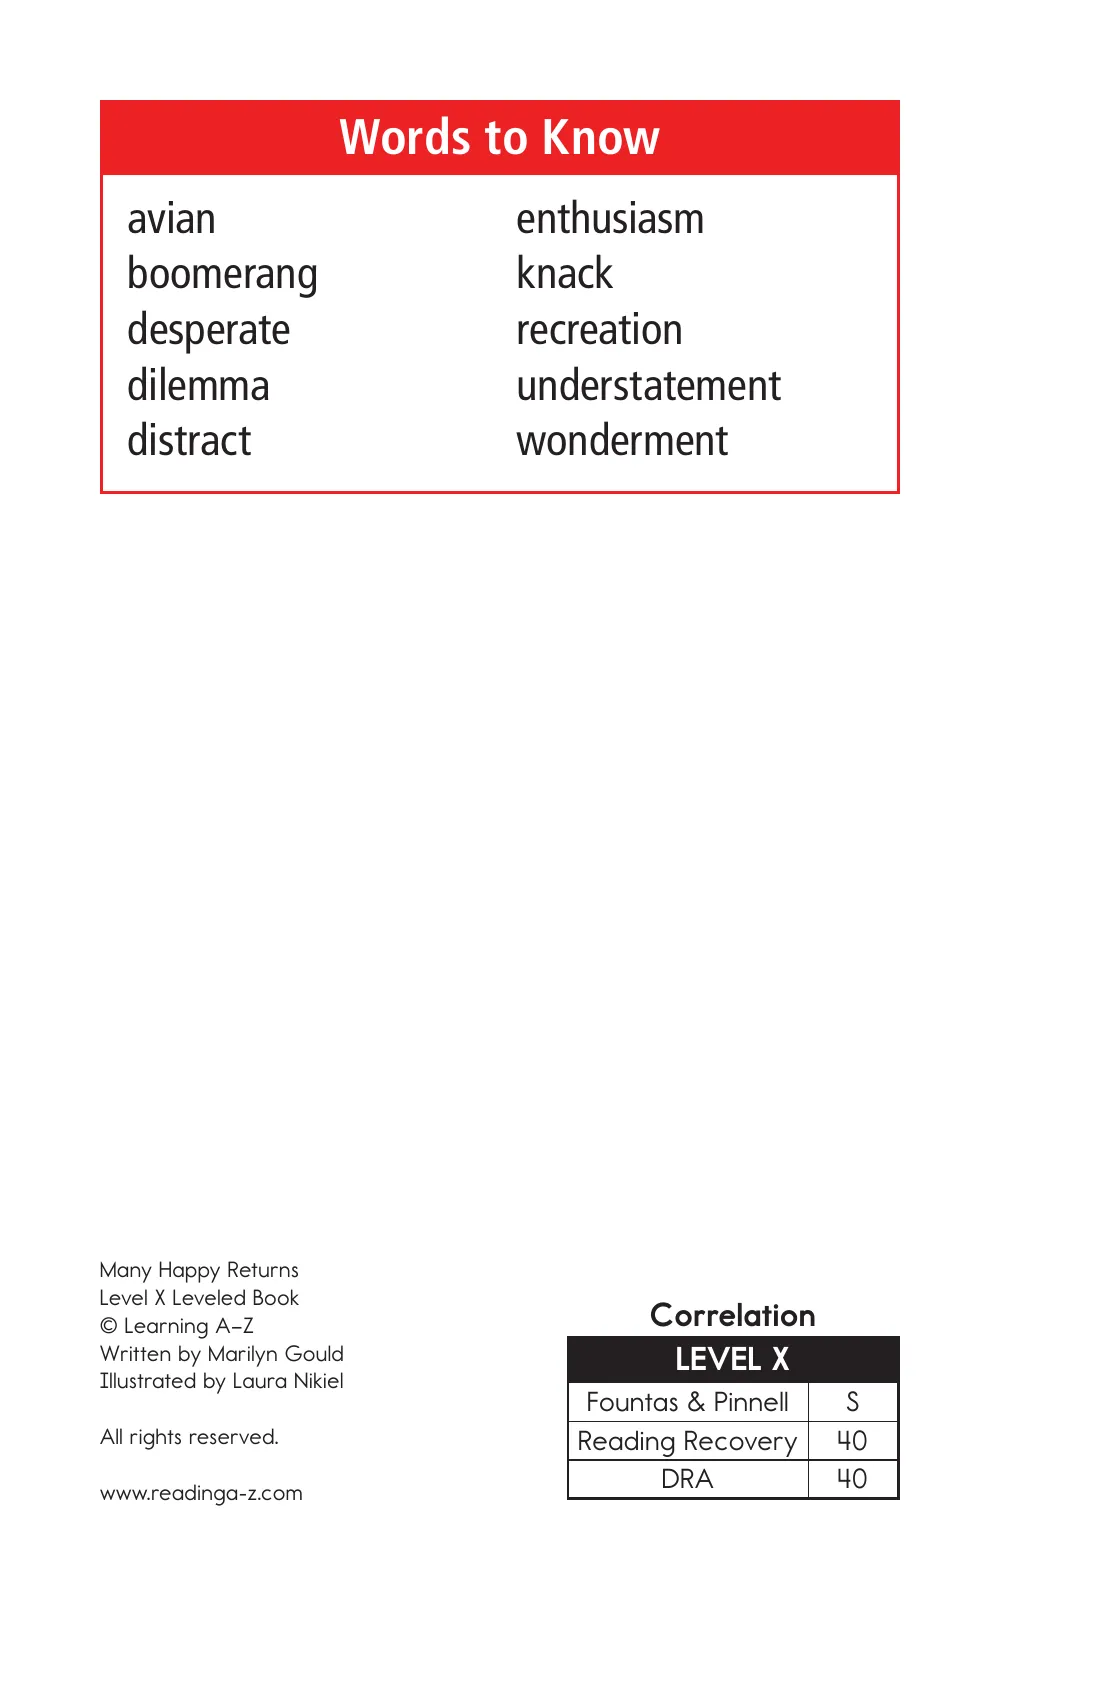 Words to Know
avian
boomerang
desperate
dilemma
distract
enthusiasm
knack
recreation
understatement
wonderment
Many Happy Returns
Level X Leveled Book
© Learning A–Z
Written by Marilyn Gould
Illustrated by Laura Nikiel
All rights reserved.
www.readinga-z.com
Correlation
LEVEL X
Fountas & Pinnell S
Reading Recovery 40
DRA 40